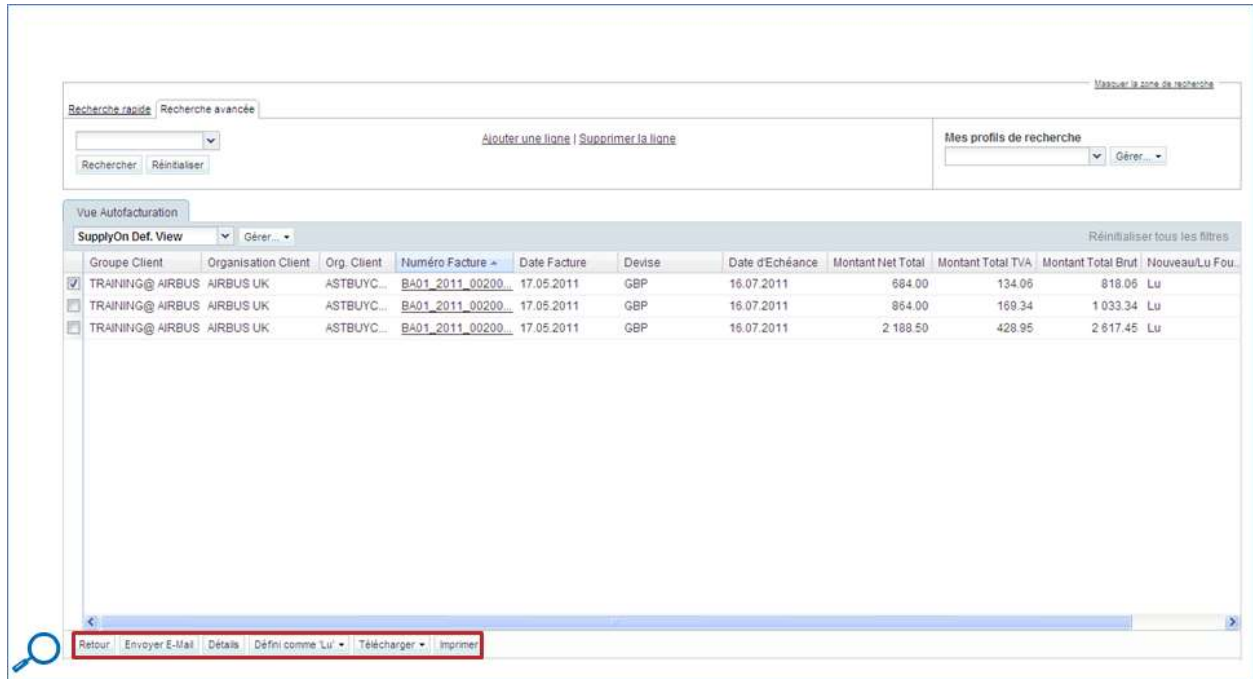 Masquer la zone de recherche
Recherche rapide Recherche avancée
Ajouter une ligne | Supprimer la ligne
Mes profils de recherche
Rechercher Réinitialiser
Gérer...
Vue Autofacturation
SupplyOn Def. View Gérer... Réinitialiser tous les filtres
Groupe Client Organisation Client Org. Client Numéro Facture Date Facture Devise Date d'Echéance Montant Net Total Montant Total TVA Montant Total Brut Nouveau/Lu Fou...
TRAINING@ AIRBUS AIRBUS UK ASTBUYC... BA01_2011_00200... 17.05.2011 GBP 16.07.2011 684.00 134.06 818.06 Lu
TRAINING@ AIRBUS AIRBUS UK ASTBUYC... BA01_2011_00200... 17.05.2011 GBP 16.07.2011 864.00 169.34 1 033.34 Lu
TRAINING@ AIRBUS AIRBUS UK ASTBUYC... BA01_2011_00200... 17.05.2011 GBP 16.07.2011 2 188.50 428.95 2 617.45 Lu
Retour Envoyer E-Mail Détails Défini comme 'Lu' Télécharger Imprimer